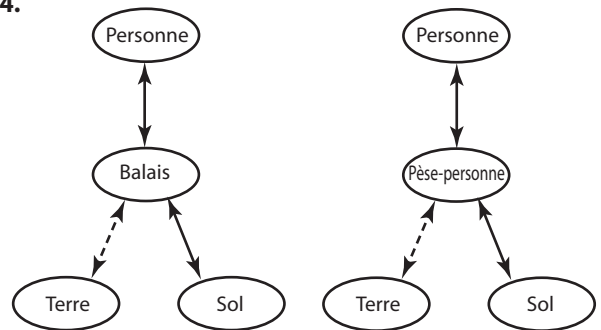 4.
Personne Personne
Balais Pèse-personne
Terre Sol Terre Sol